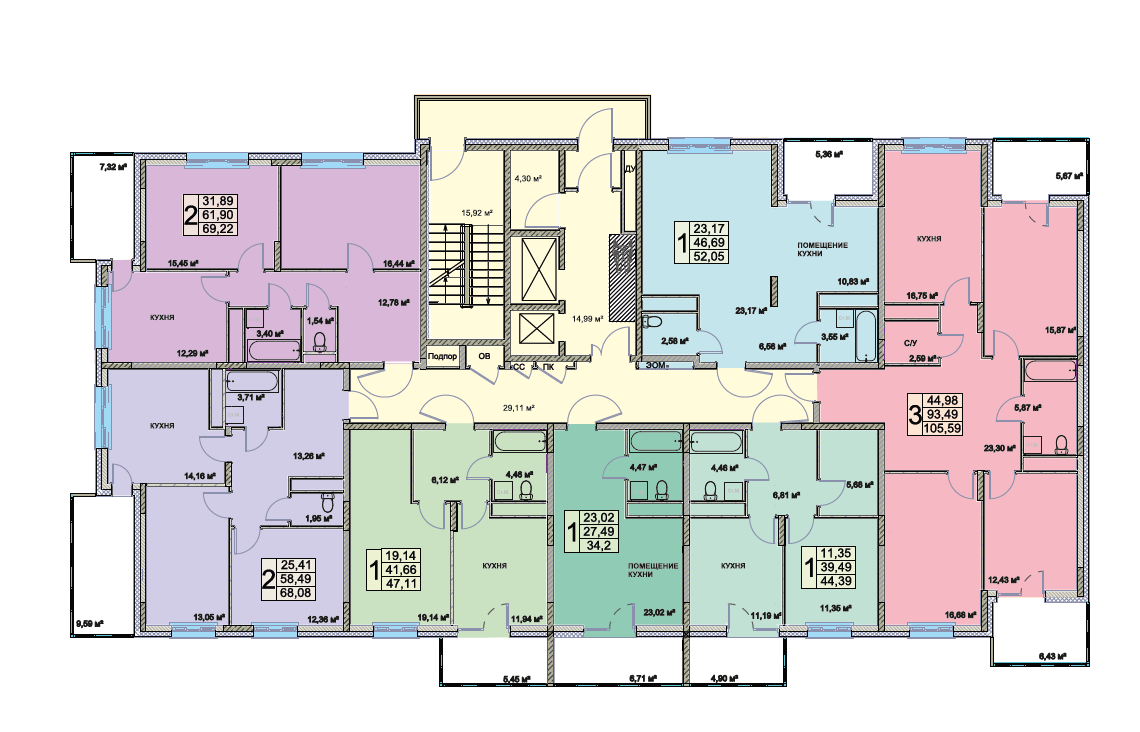 7,32 м²
2
31,89
61,90
69,22
15,45 м²
16,44 м²
12,78 м²
КУХНЯ
12,29 м²
3,40 м²
1,54 м²
15,92 м²
4,30 м²
ДУ
14,99 м²
Подпор
ОВ
СС
ПК
ЭОМ
29,11 м²
1
23,17
46,69
52,05
5,36 м²
ПОМЕЩЕНИЕ
КУХНИ
10,83 м²
23,17 м²
2,58 м²
6,58 м²
3,55 м²
КУХНЯ
16,75 м²
5,67 м²
15,87 м²
С/У
2,59 м²
3
44,98
93,49
105,59
5,87 м²
23,30 м²
12,43 м²
16,68 м²
6,43 м²
КУХНЯ
14,16 м²
3,71 м²
13,26 м²
1,95 м²
2
25,41
58,49
68,08
13,05 м²
12,36 м²
9,59 м²
6,12 м²
4,46 м²
1
19,14
41,66
47,11
КУХНЯ
19,14 м²
11,94 м²
5,45 м²
4,47 м²
1
23,02
27,49
34,2
ПОМЕЩЕНИЕ
КУХНИ
23,02 м²
6,71 м²
4,46 м²
6,81 м²
5,68 м²
КУХНЯ
1
11,35
39,49
44,39
11,19 м²
11,35 м²
4,90 м²